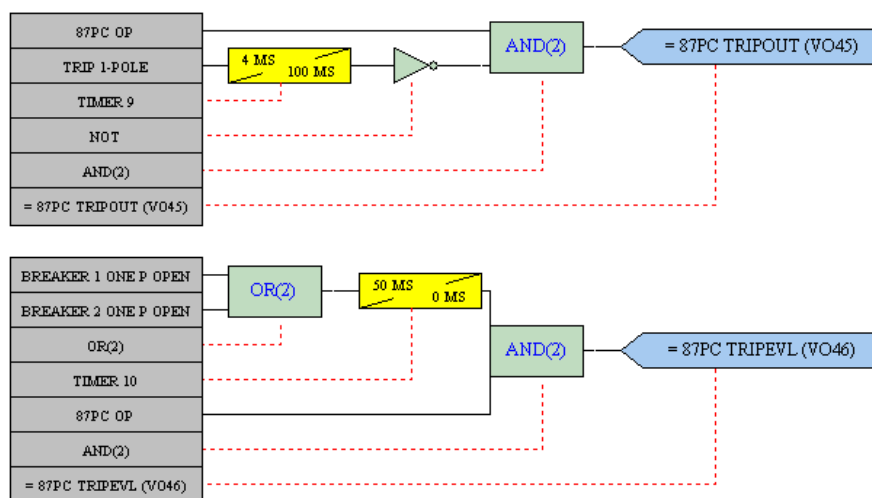 87PC OP
TRIP 1-POLE
TIMER 9
NOT
AND(2)
= 87PC TRIPOUT (VO45)
4 MS
100 MS
AND(2)
= 87PC TRIPOUT (VO45)
BREAKER 1 ONE P OPEN
BREAKER 2 ONE P OPEN
OR(2)
TIMER 10
87PC OP
AND(2)
= 87PC TRIPEVL (VO46)
OR(2)
50 MS
0 MS
AND(2)
= 87PC TRIPEVL (VO46)